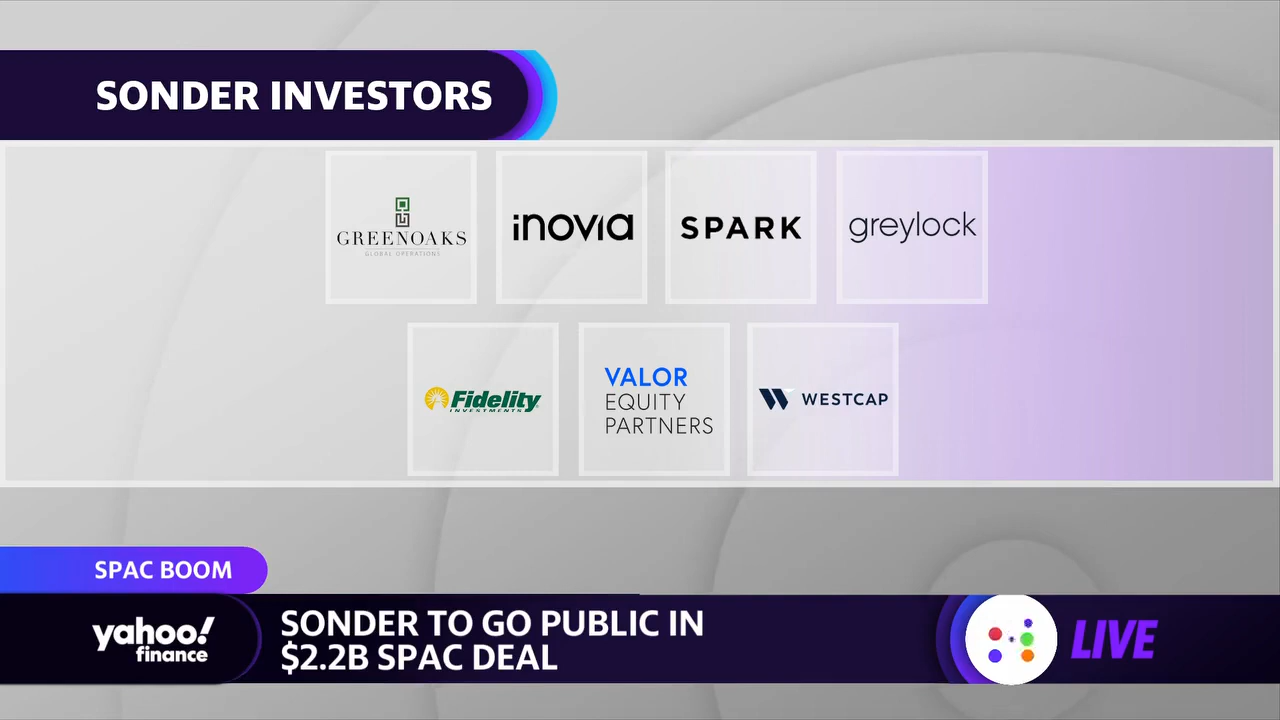 SONDER INVESTORS
GREENOAKS
GLOBAL OPERATIONS
inovia
SPARK
greylock
Fidelity
INVESTMENTS
VALOR
EQUITY
PARTNERS
WESTCAP
SPAC BOOM
yahoo!
finance
SONDER TO GO PUBLIC IN
$2.2B SPAC DEAL
LIVE